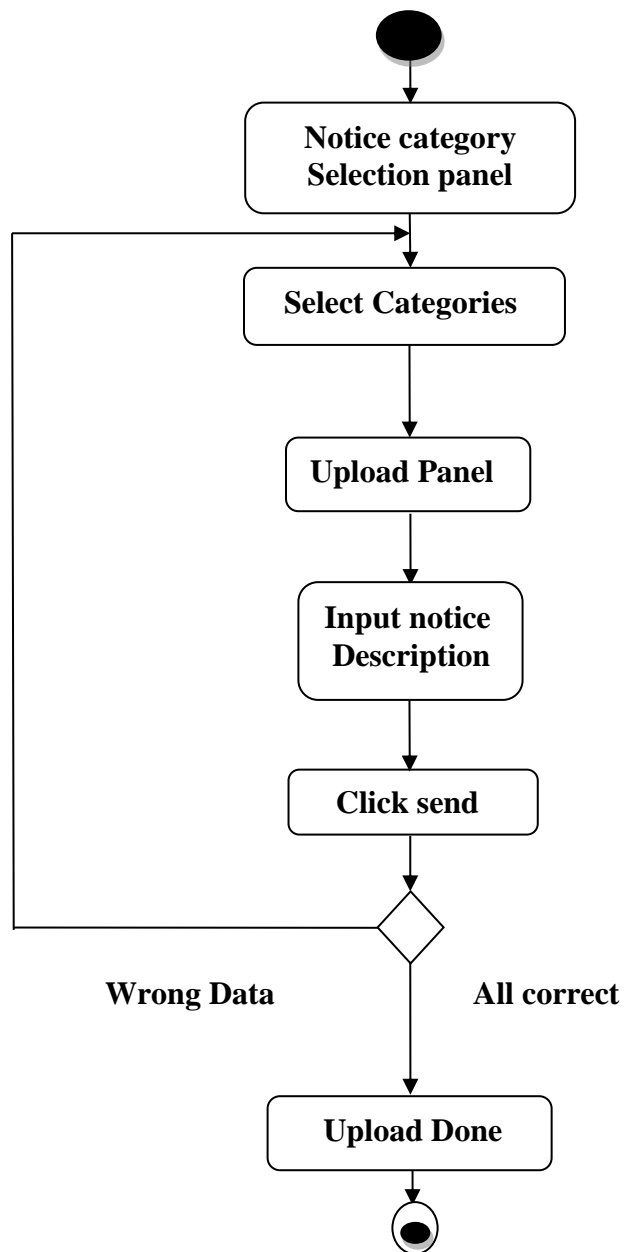 Notice category
Selection panel
Select Categories
Upload Panel
Input notice
Description
Click send
Wrong Data
All correct
Upload Done